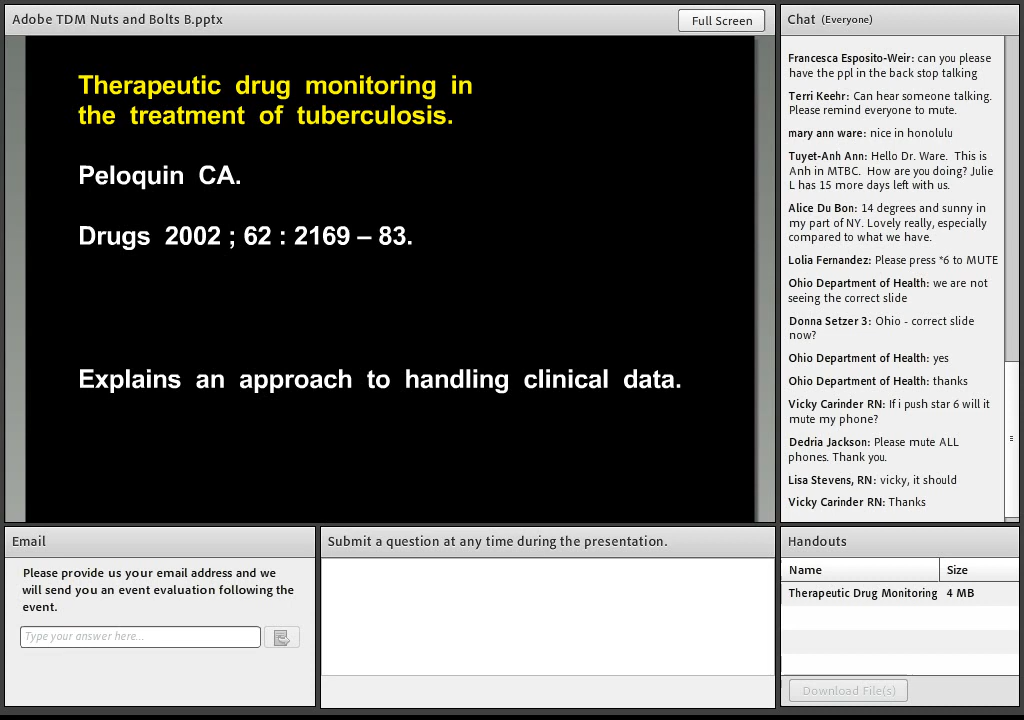 Adobe TDM Nuts and Bolts B.pptx
Full Screen
Therapeutic drug monitoring in
the treatment of tuberculosis.
Peloquin CA.
Drugs 2002 ; 62 : 2169 – 83.
Explains an approach to handling clinical data.
Chat (Everyone)
Francesca Esposito-Weir: can you please
have the ppl in the back stop talking
Terri Keehr: Can hear someone talking.
Please remind everyone to mute.
mary ann ware: nice in honolulu
Tuyet-Anh Ann: Hello Dr. Ware. This is
Anh in MTBC. How are you doing? Julie
L has 15 more days left with us.
Alice Du Bon: 14 degrees and sunny in
my part of NY. Lovely really, especially
compared to what we have.
Lolia Fernandez: Please press *6 to MUTE
Ohio Department of Health: we are not
seeing the correct slide
Donna Setzer 3: Ohio - correct slide
now?
Ohio Department of Health: yes
Ohio Department of Health: thanks
Vicky Carinder RN: If i push star 6 will it
mute my phone?
Dedria Jackson: Please mute ALL
phones. Thank you.
Lisa Stevens, RN: vicky, it should
Vicky Carinder RN: Thanks
Email
Please provide us your email address and we
will send you an event evaluation following the
event.
Type your answer here...
Submit a question at any time during the presentation.
Handouts
Name Size
Therapeutic Drug Monitoring 4 MB
Download File(s)